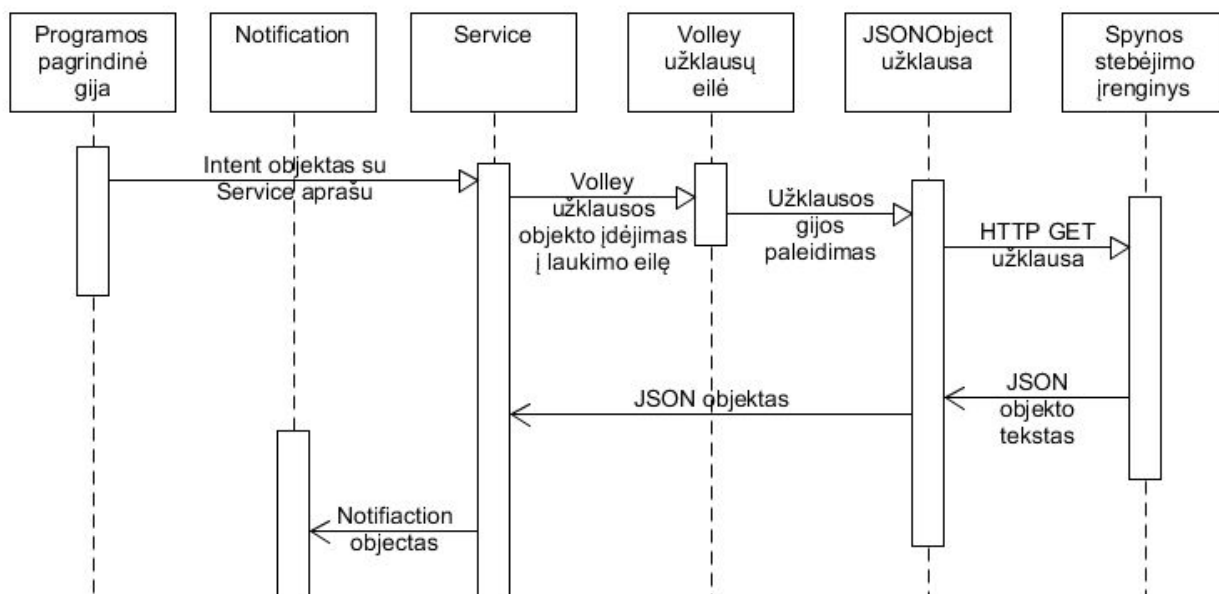 Programos
pagrindinė
gija
Notification
Service
Volley
užklausų
eilė
JSONObject
užklausa
Spynos
stebėjimo
įrenginys
Intent objektas su
Service aprašu
Volley
užklausos
objekto įdėjimas
į laukimo eilę
Užklausos
gijos
paleidimas
HTTP GET
užklausa
JSON
objekto
tekstas
JSON objektas
Notifiaction
objectas